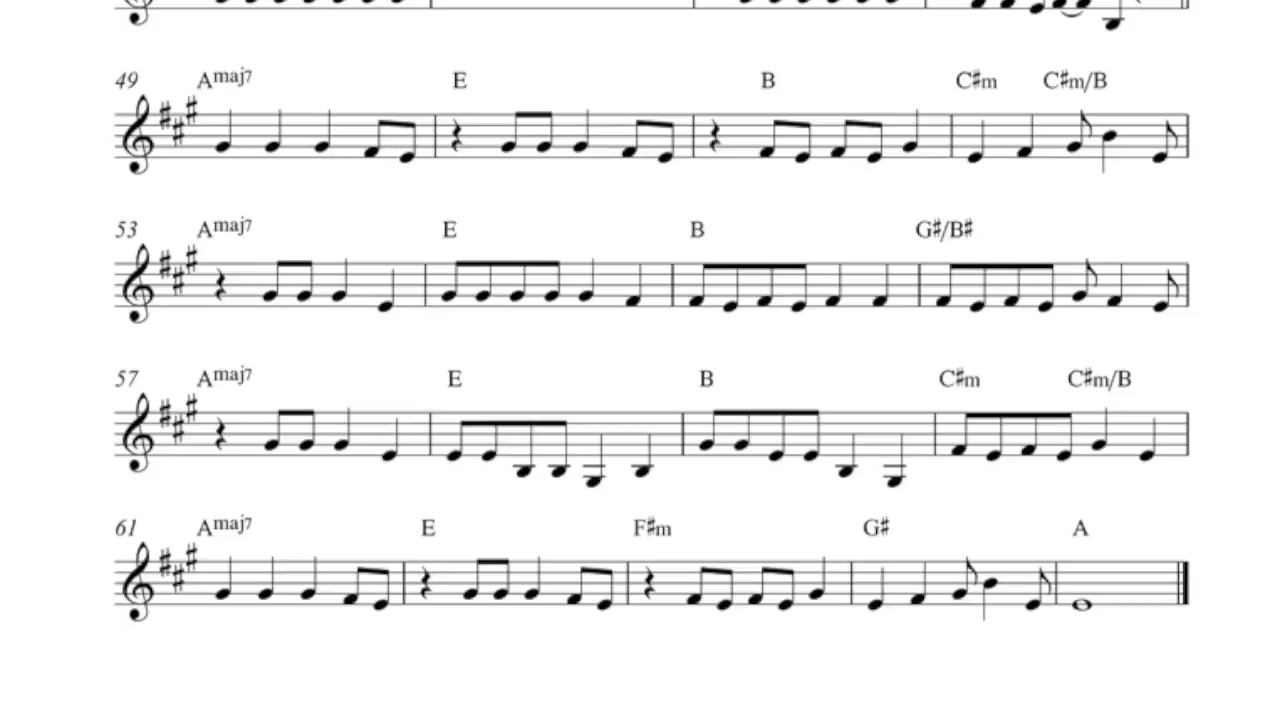 49 Amaj7 E B C♯m C♯m/B
53 Amaj7 E B G♯/B♯
57 Amaj7 E B C♯m C♯m/B
61 Amaj7 E F♯m G♯ A